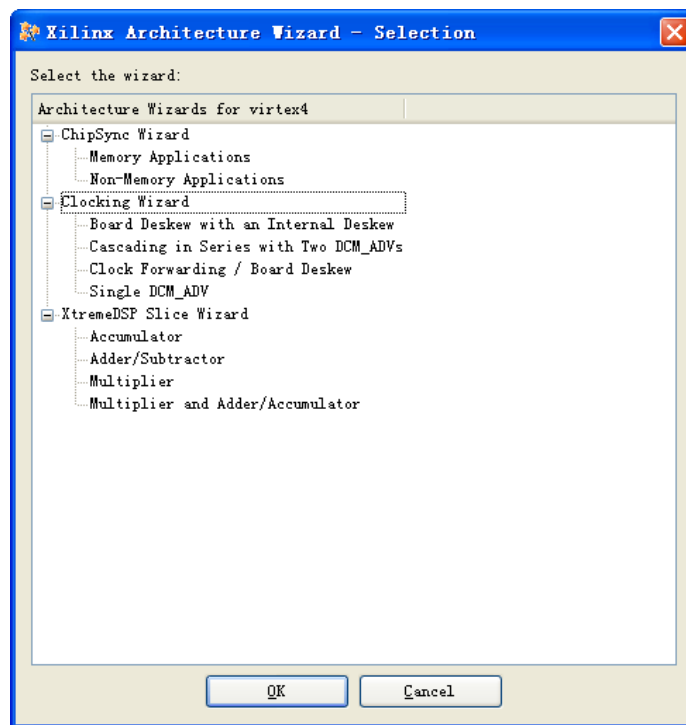 Xilinx Architecture Wizard - Selection
Select the wizard:
Architecture Wizards for virtex4
ChipSync Wizard
Memory Applications
Non-Memory Applications
Clocking Wizard
Board Deskew with an Internal Deskew
Cascading in Series with Two DCM_ADVs
Clock Forwarding / Board Deskew
Single DCM_ADV
XtremeDSP Slice Wizard
Accumulator
Adder/Subtractor
Multiplier
Multiplier and Adder/Accumulator
OK Cancel